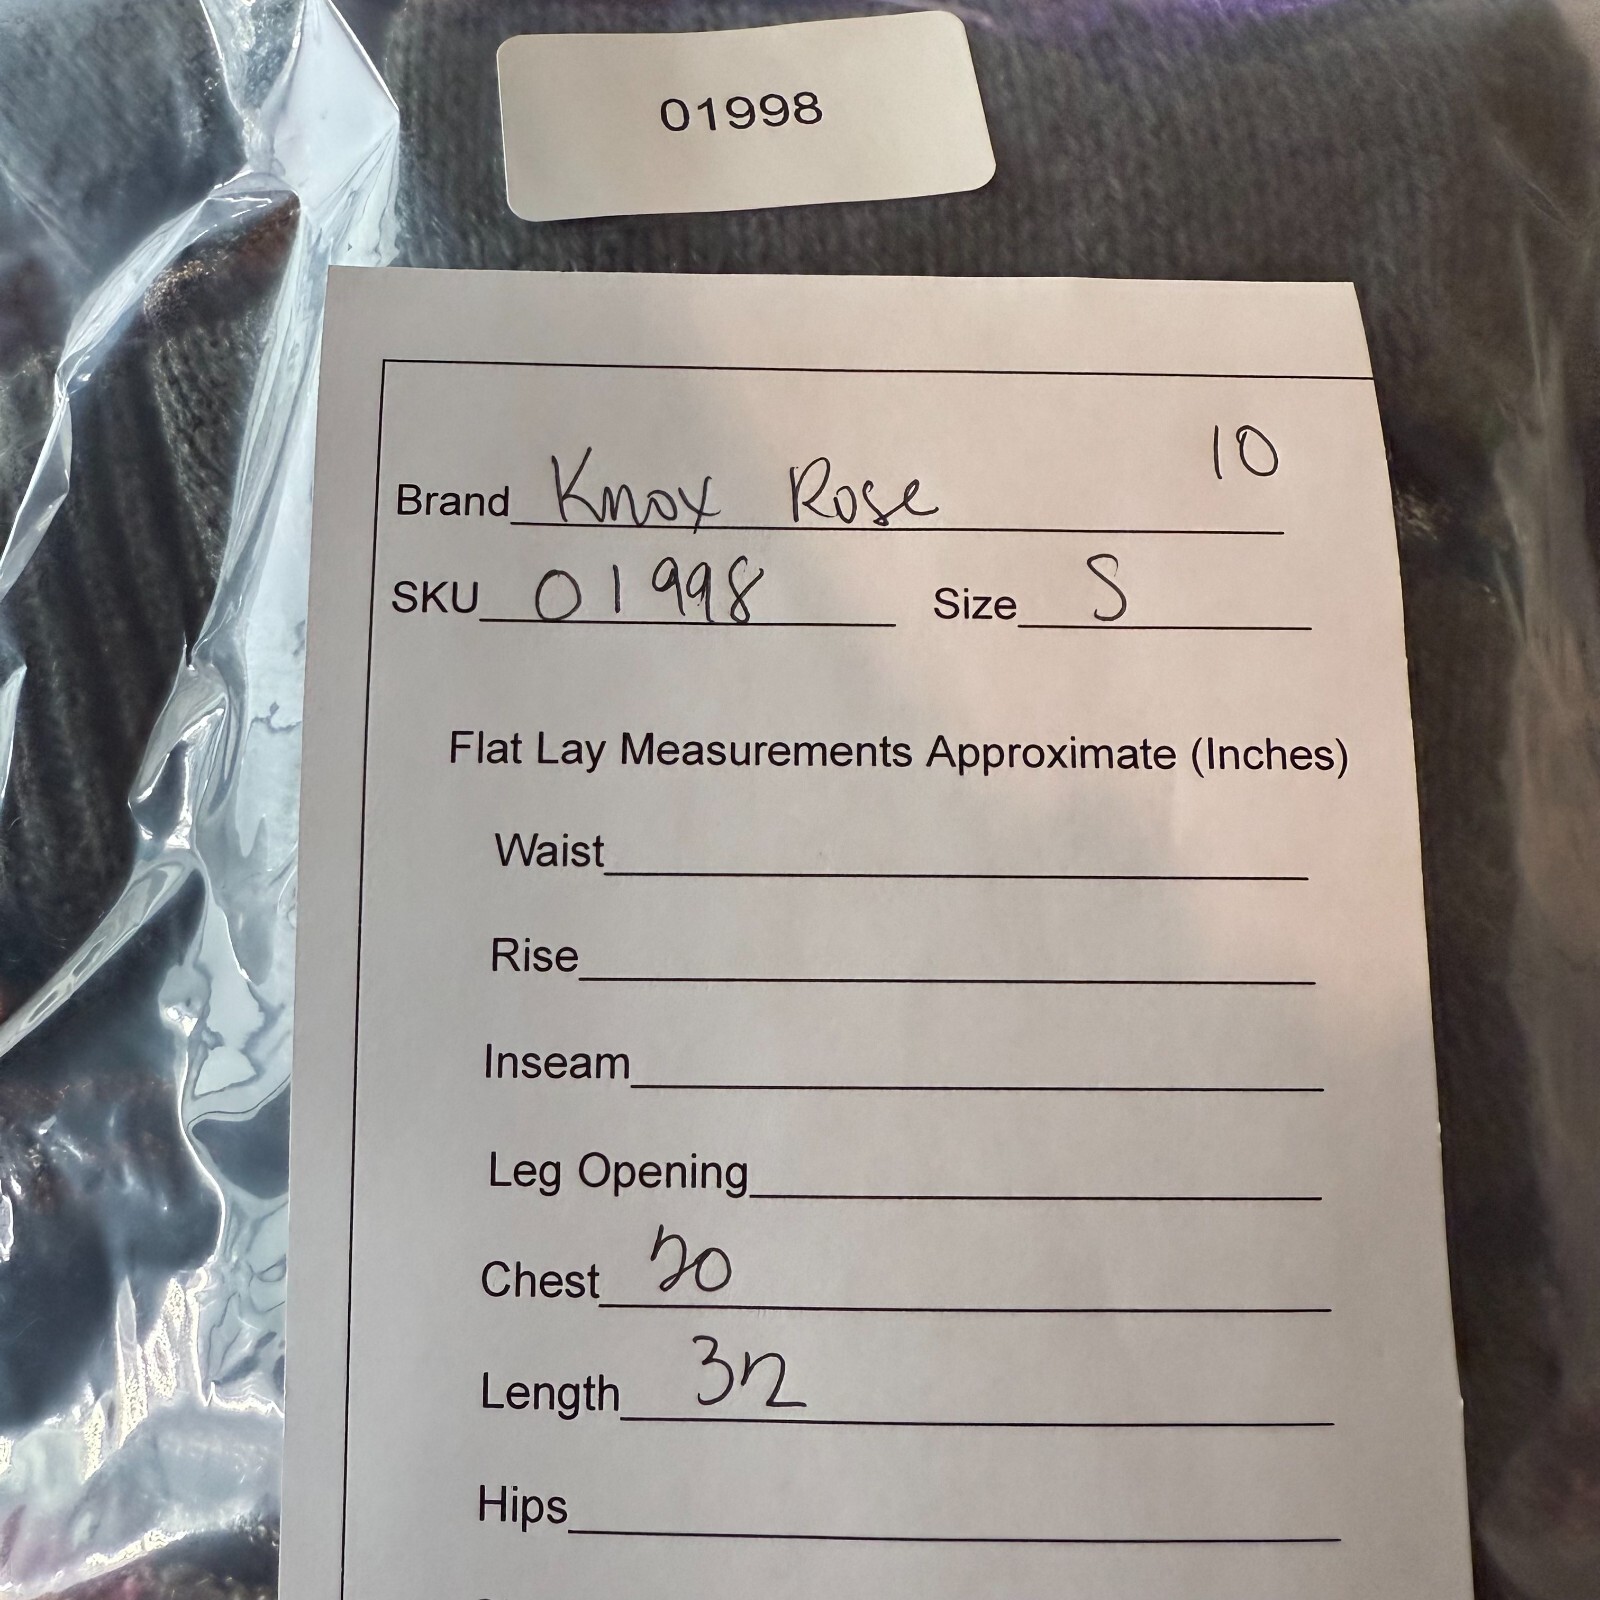 01998
10
Brand Knox Rose
SKU 01998 Size S
Flat Lay Measurements Approximate (Inches)
Waist
Rise
Inseam
Leg Opening
Chest 20
Length 32
Hips